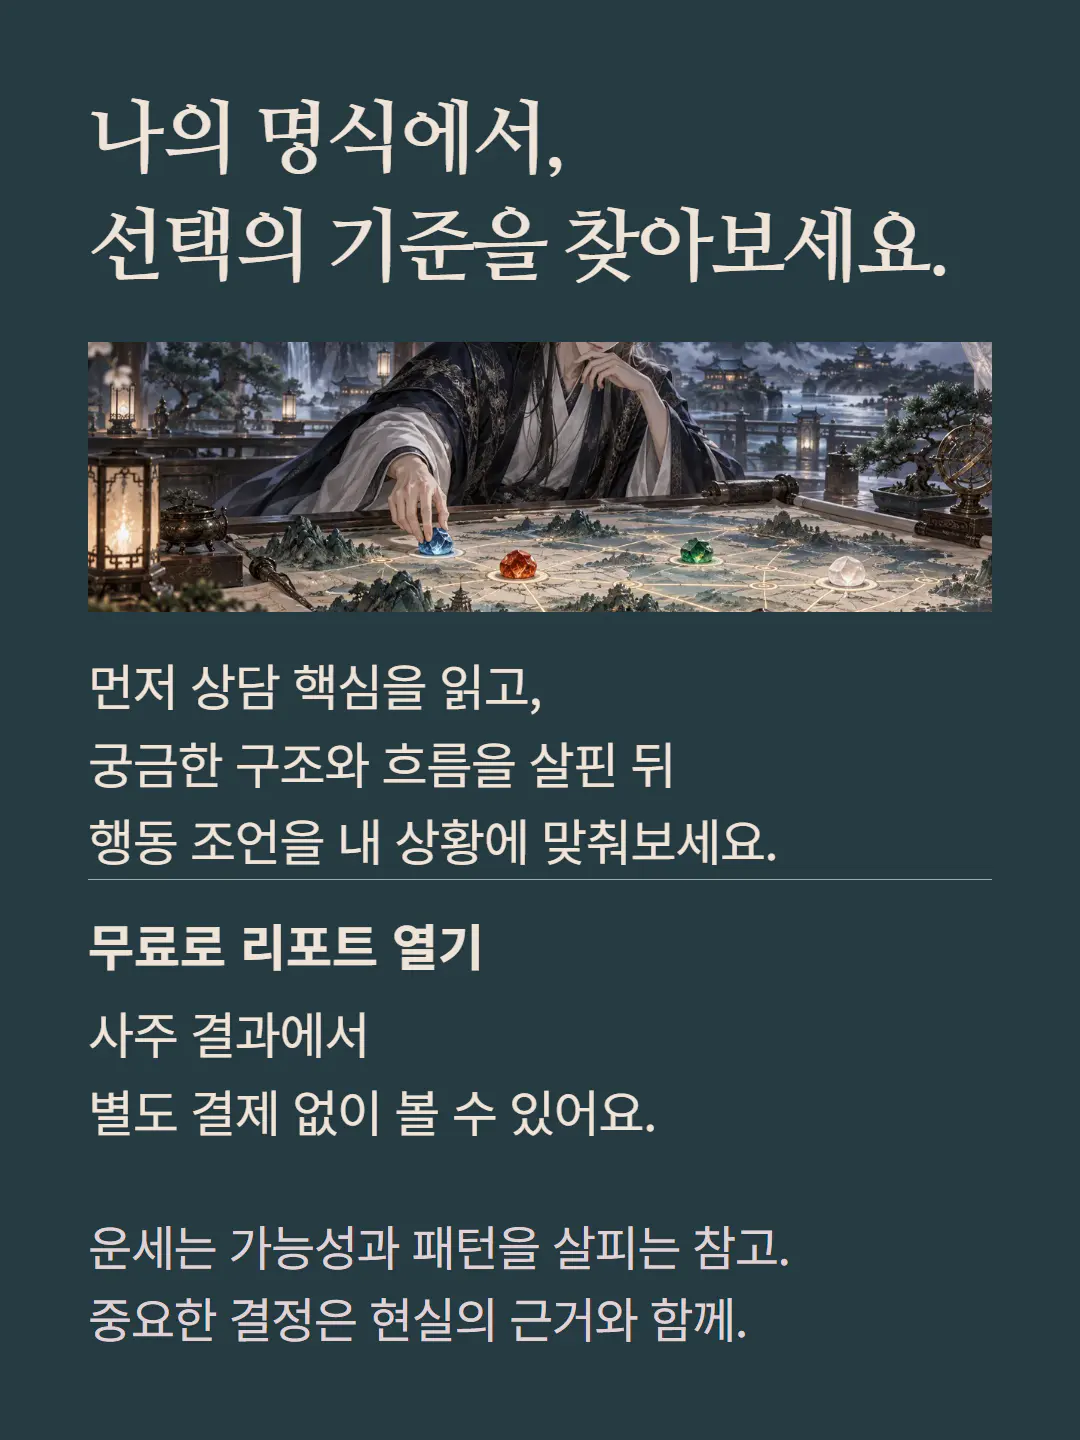 나의 명식에서,
선택의 기준을 찾아보세요.
먼저 상담 핵심을 읽고,
궁금한 구조와 흐름을 살핀 뒤
행동 조언을 내 상황에 맞춰보세요.
무료로 리포트 열기
사주 결과에서
별도 결제 없이 볼 수 있어요.
운세는 가능성과 패턴을 살피는 참고.
중요한 결정은 현실의 근거와 함께.